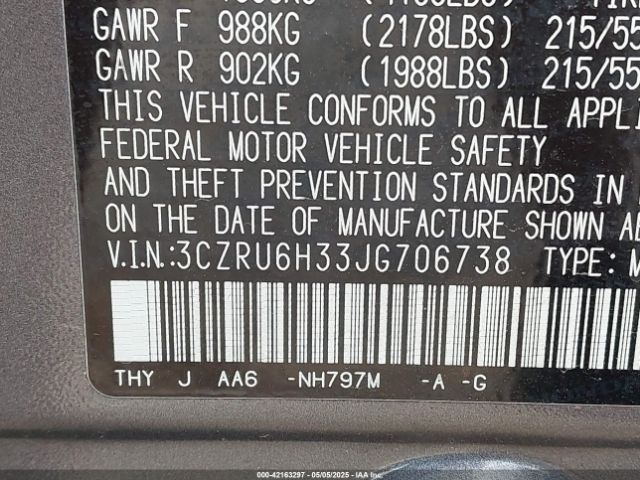 GAWR F 988KG (2178LBS) 215/55
GAWR R 902KG (1988LBS) 215/55
THIS VEHICLE CONFORMS TO ALL APPLI
FEDERAL MOTOR VEHICLE SAFETY
AND THEFT PREVENTION STANDARDS IN
ON THE DATE OF MANUFACTURE SHOWN AB
V.I.N.:3CZRU6H33JG706738 TYPE: M
THY J AA6 -NH797M -A -G
000-42163297 - 05/05/2025 - IAA Inc.